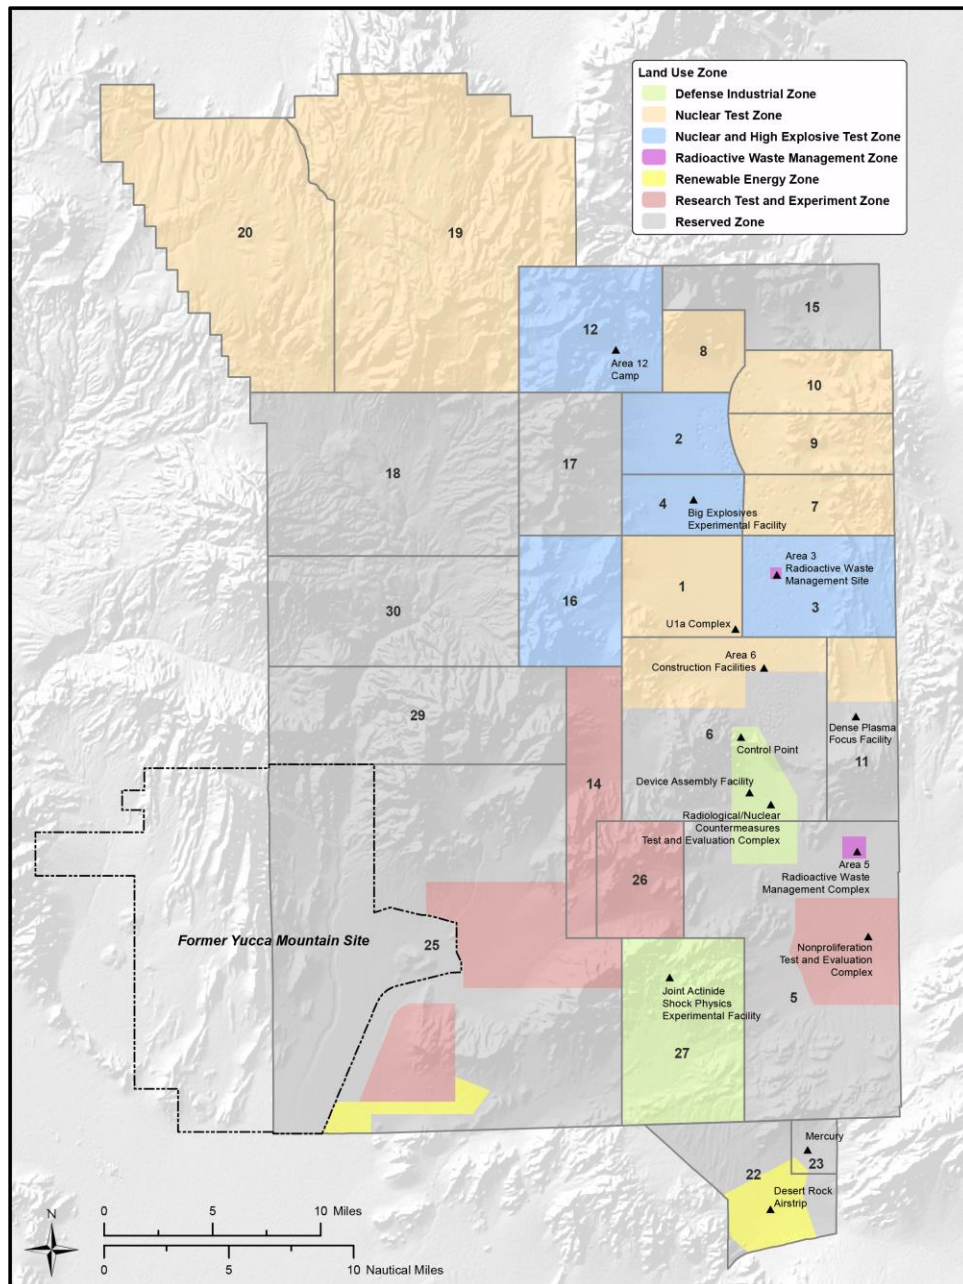 Land Use Zone
Defense Industrial Zone
Nuclear Test Zone
Nuclear and High Explosive Test Zone
Radioactive Waste Management Zone
Renewable Energy Zone
Research Test and Experiment Zone
Reserved Zone
20
19
15
12
Area 12
Camp
8
10
2
9
18
17
4
Big Explosives
Experimental Facility
7
Area 3
Radioactive Waste
Management Site
3
1
U1a Complex
16
30
Area 6
Construction Facilities
29
6
Control Point
Dense Plasma
Focus Facility
11
14
Device Assembly Facility
Radiological/Nuclear
Countermeasures
Test and Evaluation Complex
Area 5
Radioactive Waste
Management Complex
26
Former Yucca Mountain Site
25
Nonproliferation
Test and Evaluation
Complex
5
Joint Actinide
Shock Physics
Experimental Facility
27
Mercury
23
22
Desert Rock
Airstrip
N
0 5 10 Miles
0 5 10 Nautical Miles